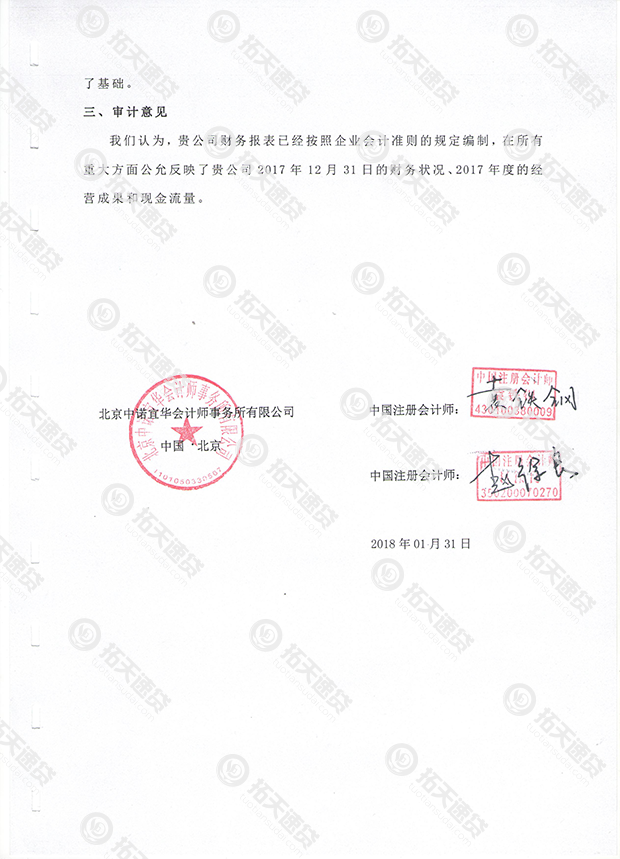 了基础。
三、审计意见
我们认为，贵公司财务报表已经按照企业会计准则的规定编制，在所有
重大方面公允反映了贵公司 2017 年 12 月 31 日的财务状况、2017 年度的经
营成果和现金流量。
北京中诺宜华会计师事务所有限公司
中国·北京
北京中诺宜华会计师事务所有限公司
1101050330602
中国注册会计师：
中国注册会计师
430100380009
中国注册会计师：
中国注册会计师
350200070270
2018 年 01 月 31 日
拓天速贷